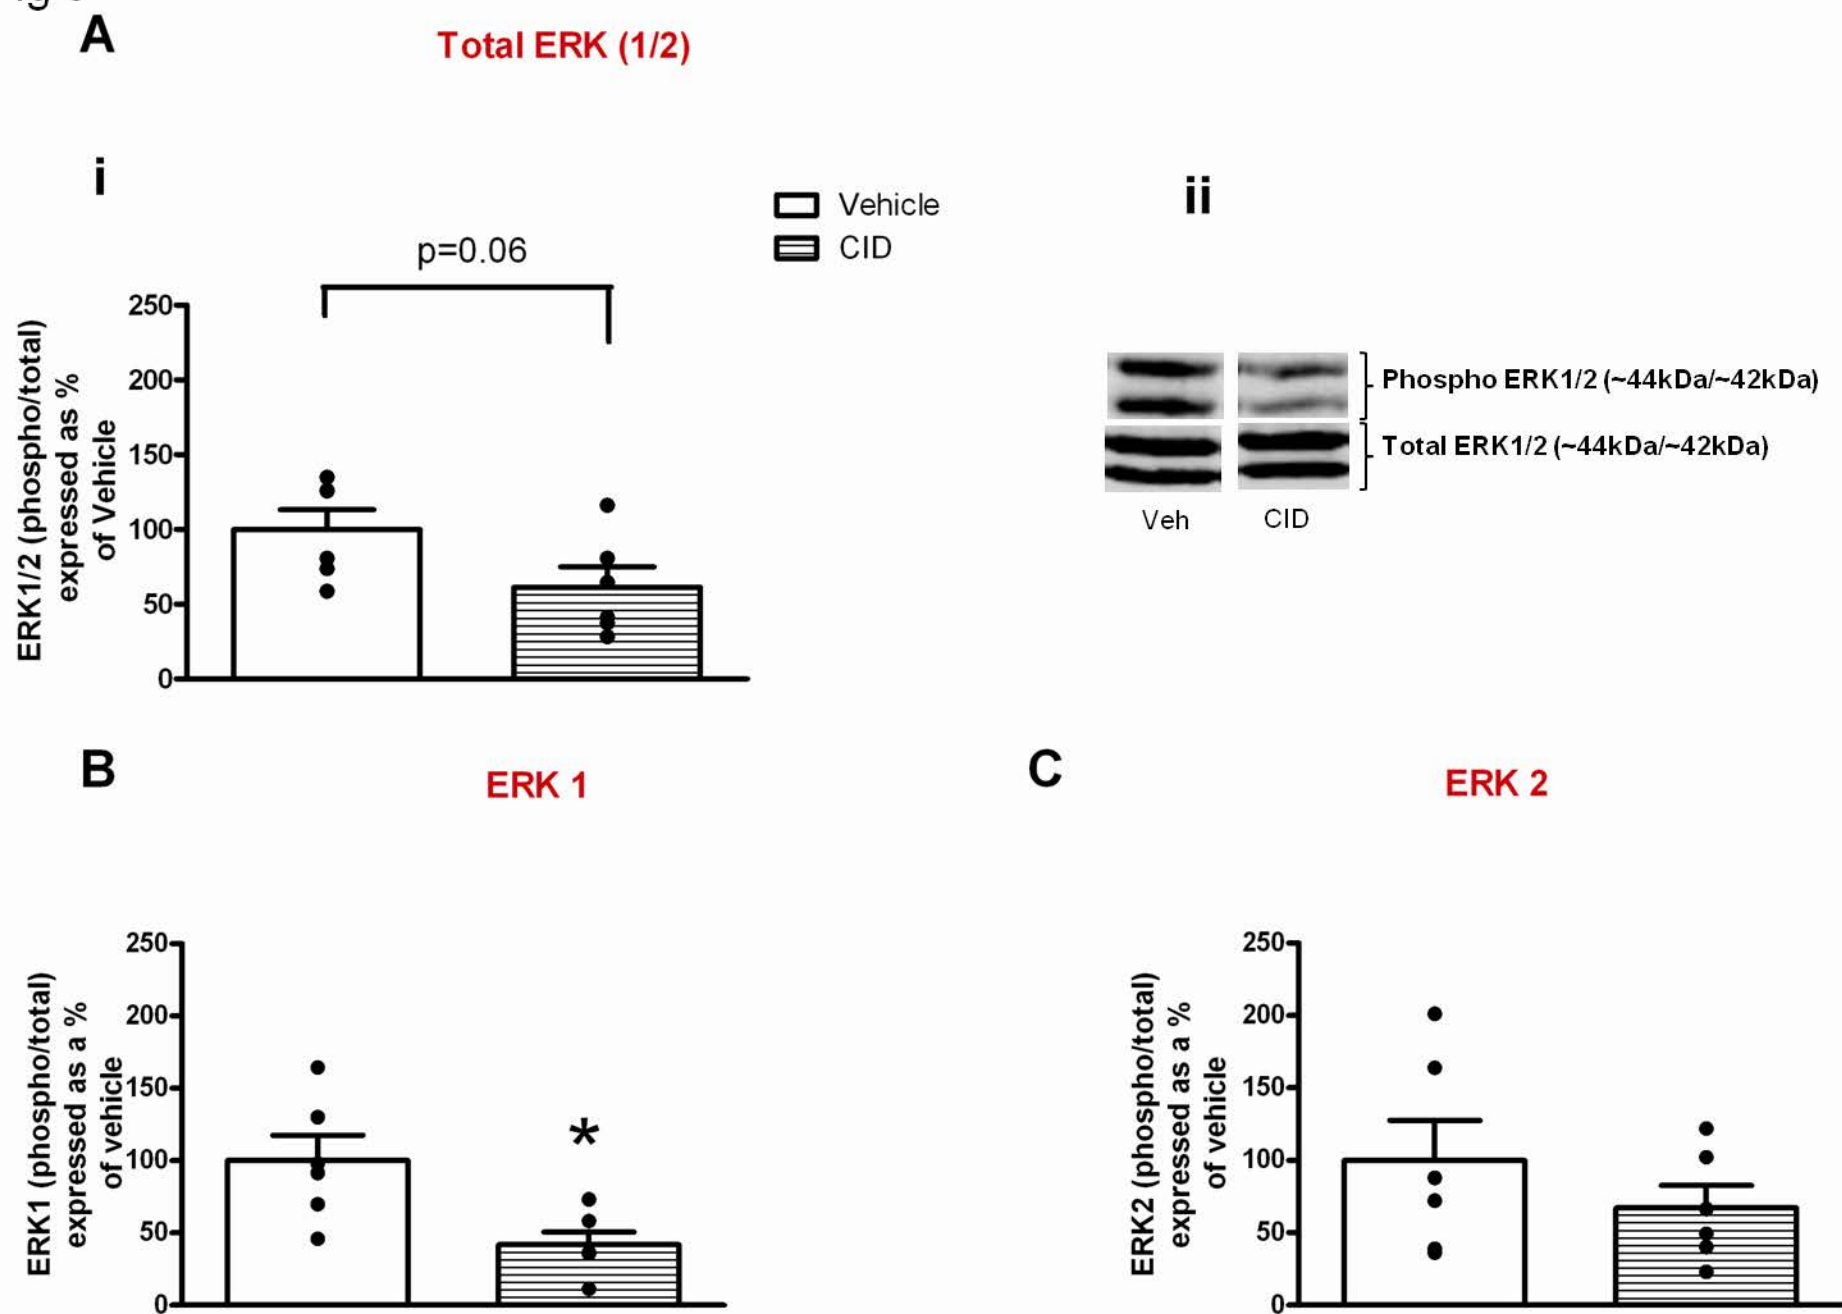 A
Total ERK (1/2)
i
ii
Vehicle
CID
p=0.06
250
200
150
100
50
0
ERK1/2 (phospho/total)
expressed as %
of Vehicle
Phospho ERK1/2 (~44kDa/~42kDa)
Total ERK1/2 (~44kDa/~42kDa)
Veh
CID
B
ERK 1
250
200
150
100
50
0
ERK1 (phospho/total)
expressed as a %
of vehicle
*
C
ERK 2
250
200
150
100
50
0
ERK2 (phospho/total)
expressed as a %
of vehicle